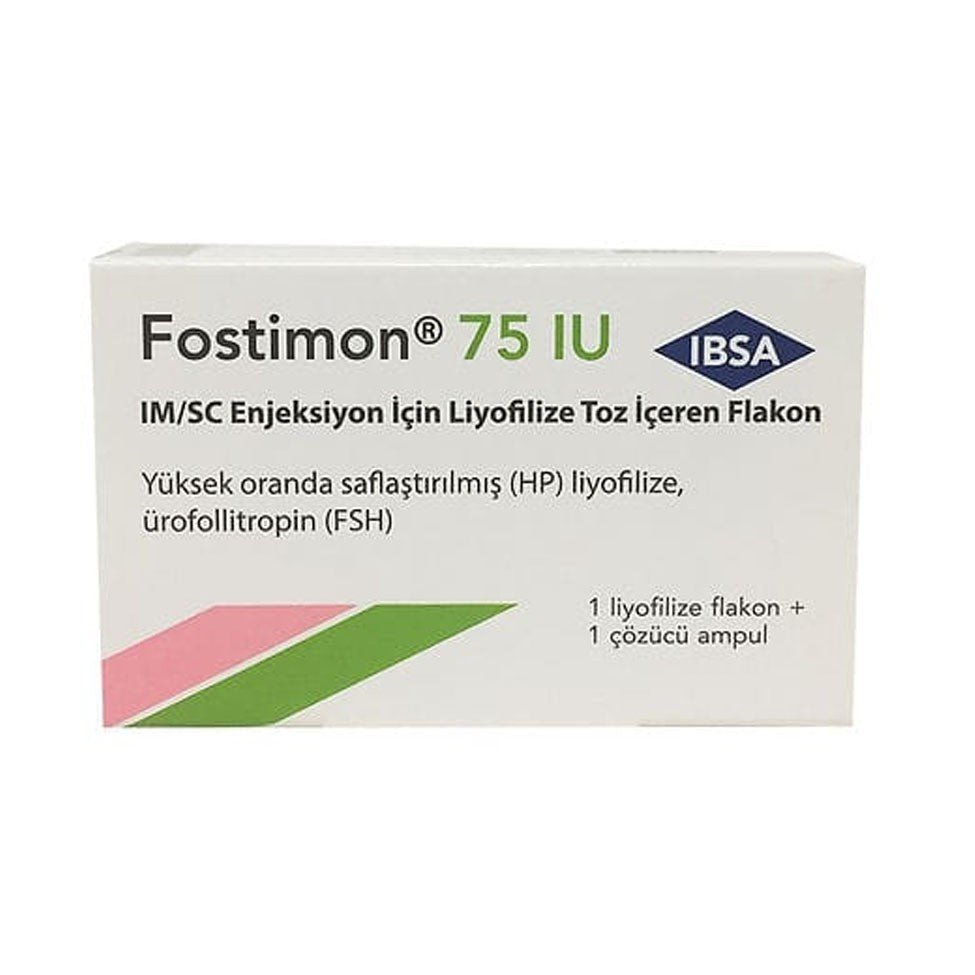 Fostimon® 75 IU
IBSA
IM/SC Enjeksiyon İçin Liyofilize Toz İçeren Flakon
Yüksek oranda saflaştırılmış (HP) liyofilize,
ürofollitropin (FSH)
1 liyofilize flakon +
1 çözücü ampul